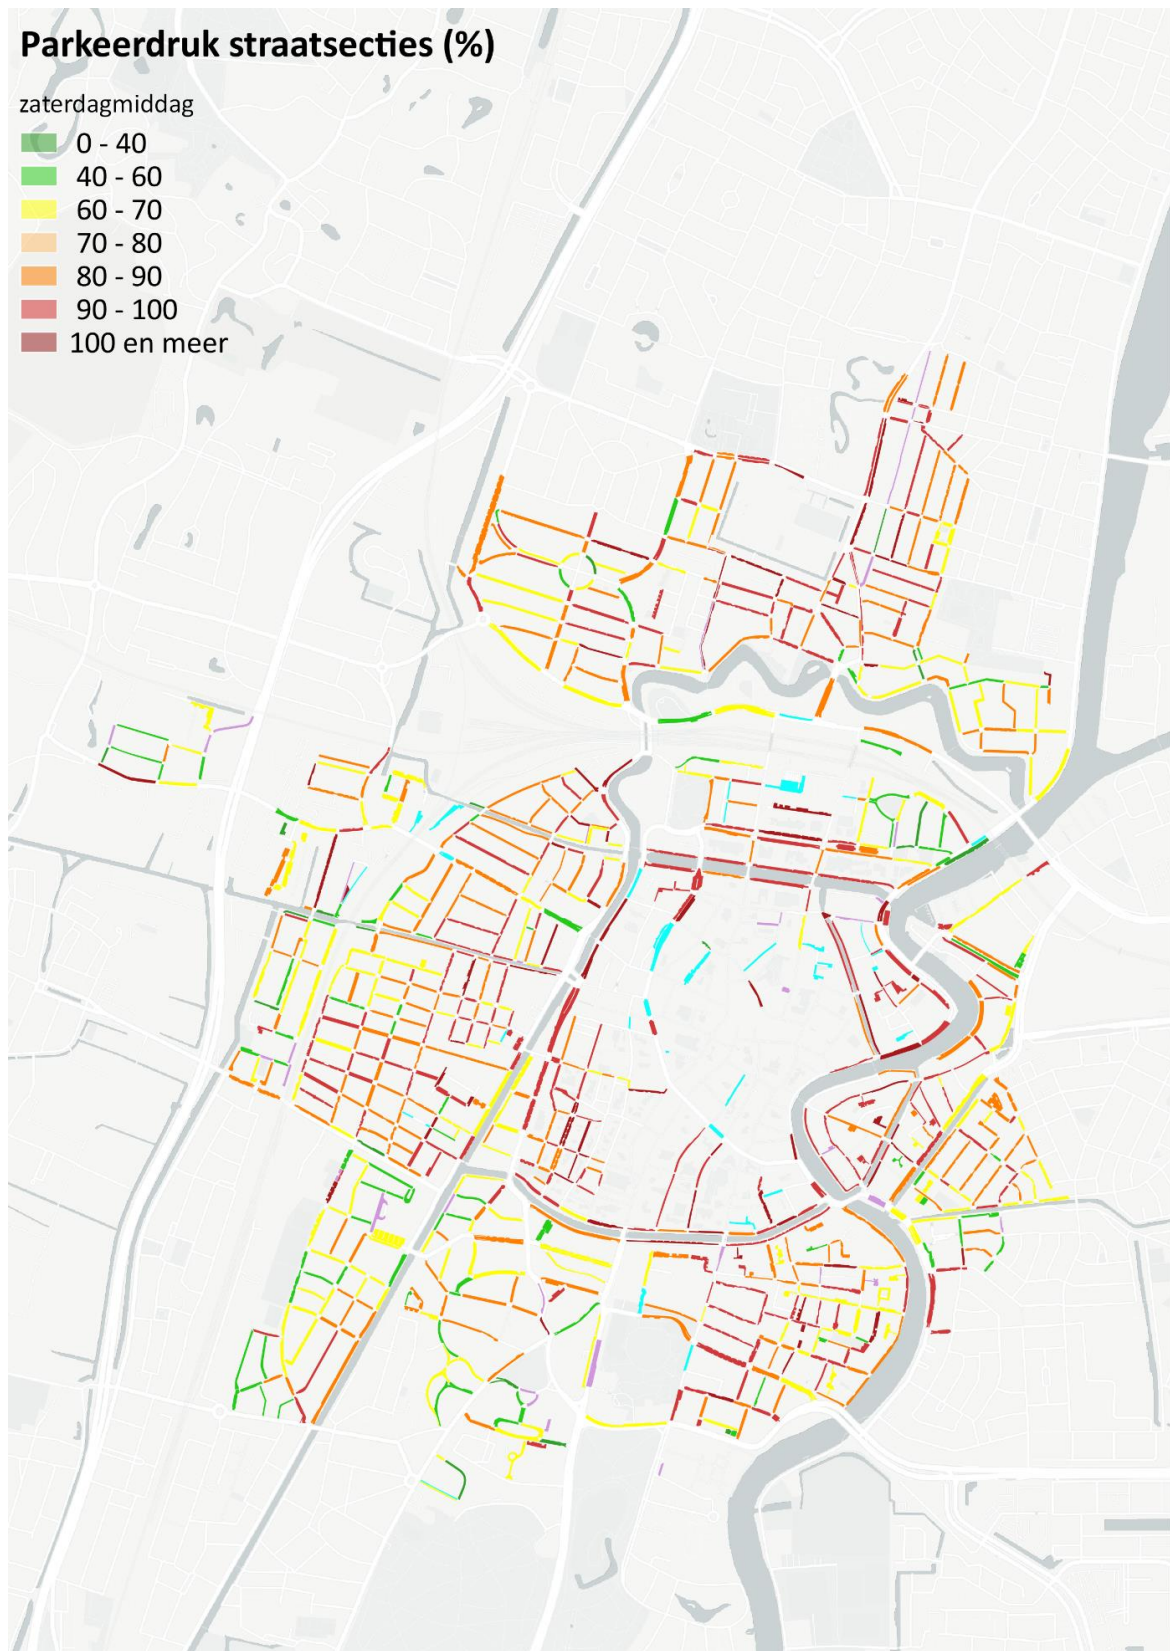 Parkeerdruk straatsecties (%)
zaterdagmiddag
0 - 40
40 - 60
60 - 70
70 - 80
80 - 90
90 - 100
100 en meer